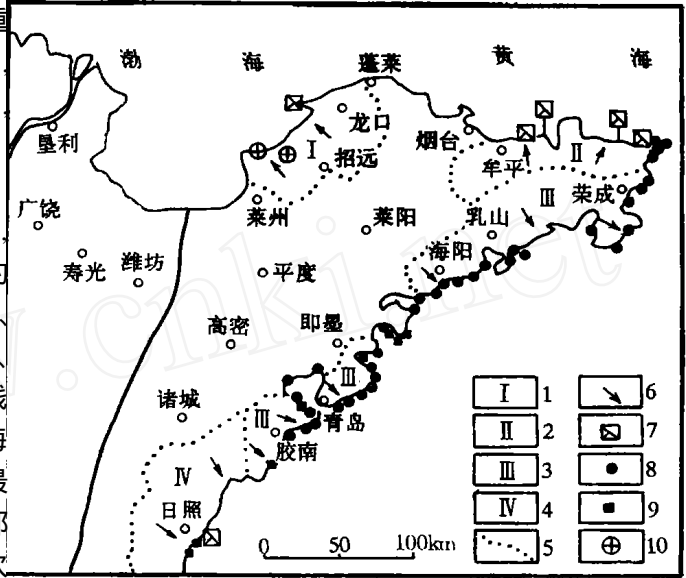 渤 海 黄 海
蓬莱
龙口
烟台
垦利
Ⅰ
招远
牟平
Ⅱ
广饶
莱州
莱阳
乳山
Ⅲ
荣成
寿光
潍坊
平度
海阳
高密
即墨
诸城
Ⅲ
青岛
Ⅲ
胶南
Ⅳ
日照
0 50 100km
Ⅰ 1
Ⅱ 2
Ⅲ 3
Ⅳ 4
5
6
7
8
9
10
www.cnki.net